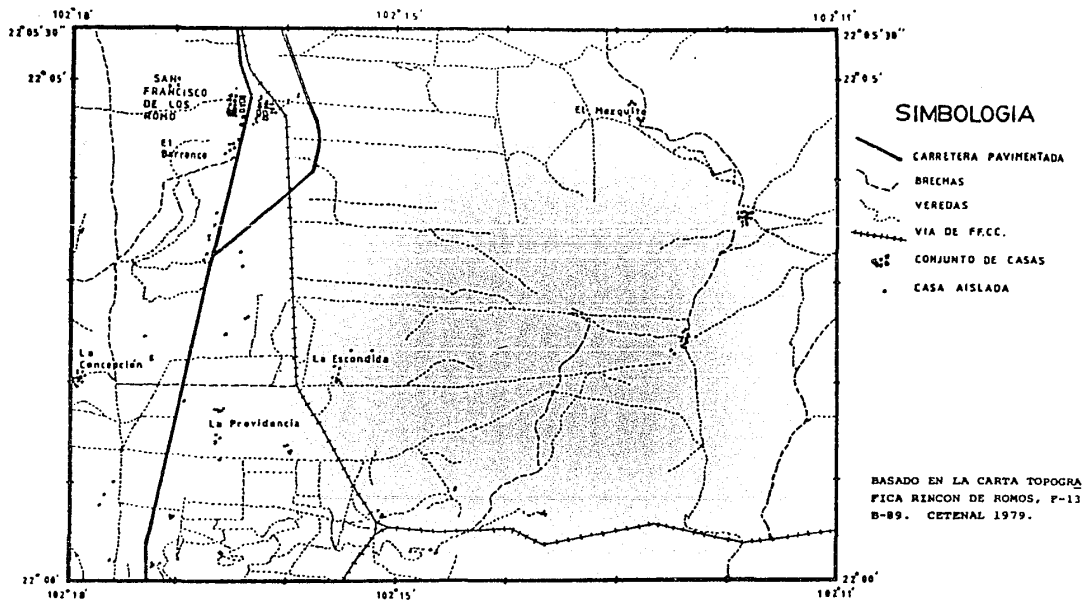 102°18'
102°15'
102°11'
22°05'30"
22°05'30"
22°05'
22°05'
SAN
FRANCISCO
DE LOS
ROMO
El Mezquite
El Barranco
SIMBOLOGIA
CARRETERA PAVIMENTADA
BRECHAS
VEREDAS
VIA DE FF.CC.
CONJUNTO DE CASAS
CASA AISLADA
La
Concepción
La Escondida
La Providencia
BASADO EN LA CARTA TOPOGRA
FICA RINCON DE ROMOS, F-13
B-89. CETENAL 1979.
22°00'
22°00'
102°18'
102°15'
102°11'